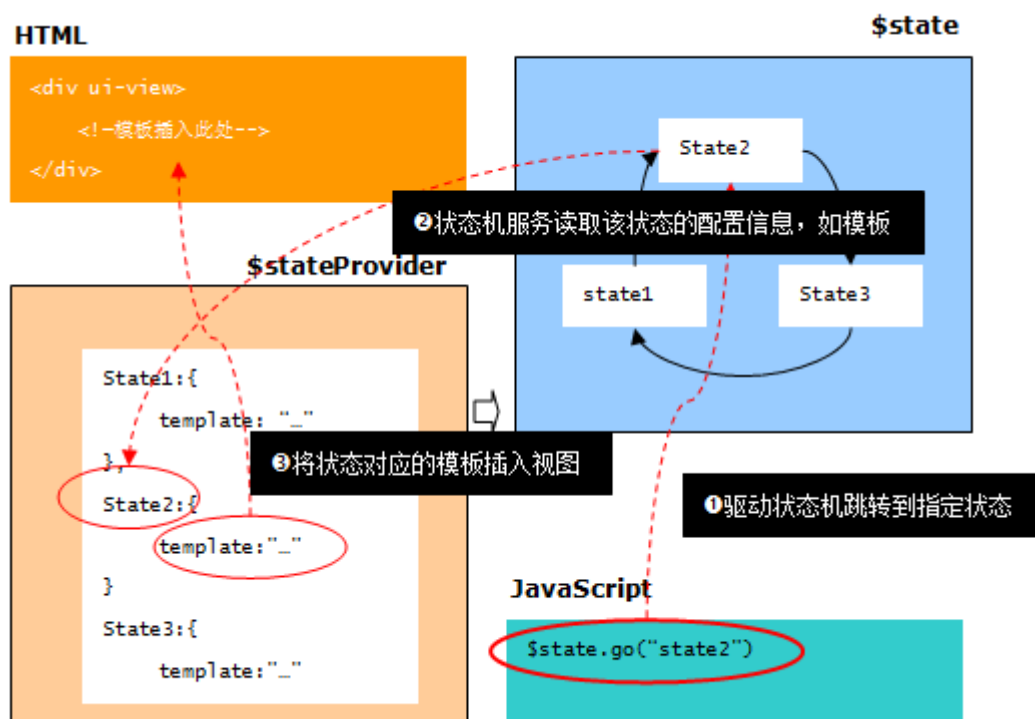 HTML
<div ui-view>
<!-模板插入此处-->
</div>
$state
State2
state1
State3
❷状态机服务读取该状态的配置信息，如模板
$stateProvider
State1:{
template: "…"
},
State2:{
template:"…"
}
State3:{
template:"…"
❸将状态对应的模板插入视图
❶驱动状态机跳转到指定状态
JavaScript
$state.go("state2")